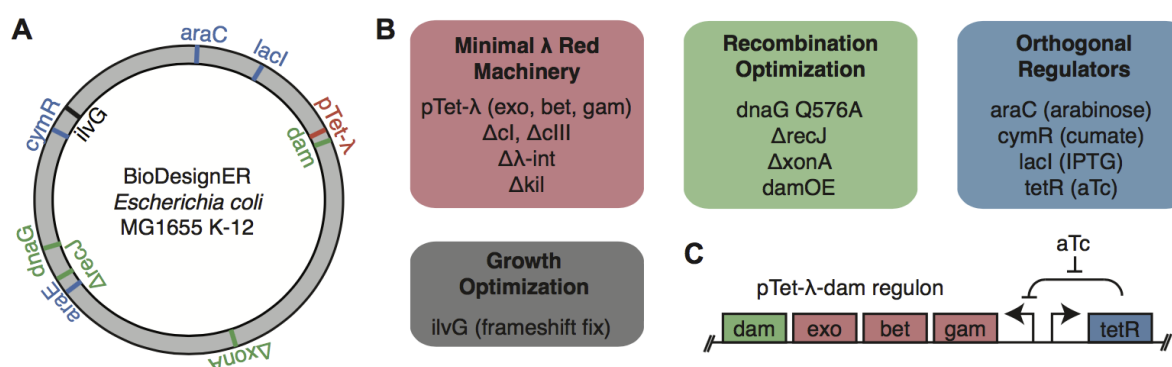 A
araC
lacI
pTet-λ
dam
cymR
ilvG
BioDesignER
Escherichia coli
MG1655 K-12
dnaG
ΔrecJ
araE
ΔxonA
B
Minimal λ Red
Machinery
pTet-λ (exo, bet, gam)
ΔcI, ΔcIII
Δλ-int
Δkil
Recombination
Optimization
dnaG Q576A
ΔrecJ
ΔxonA
damOE
Orthogonal
Regulators
araC (arabinose)
cymR (cumate)
lacI (IPTG)
tetR (aTc)
Growth
Optimization
ilvG (frameshift fix)
C
aTc
pTet-λ-dam regulon
dam exo bet gam tetR